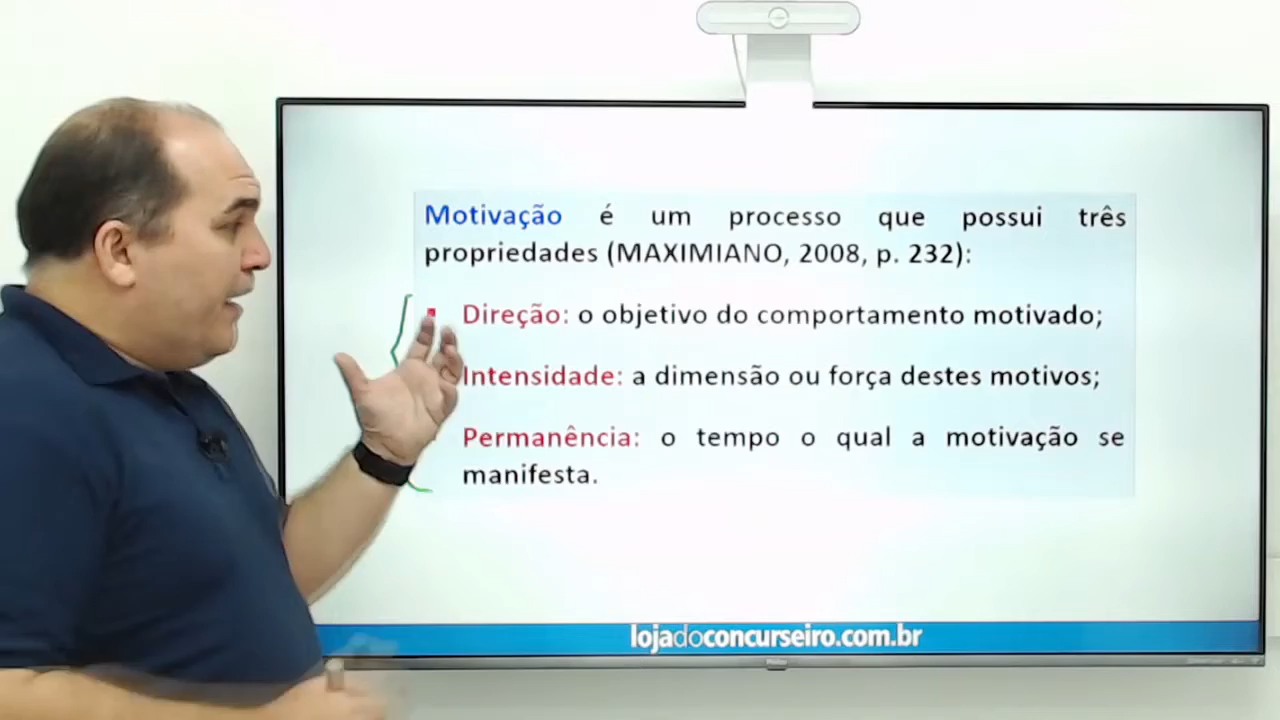 Motivação é um processo que possui três
propriedades (MAXIMIANO, 2008, p. 232):
Direção: o objetivo do comportamento motivado;
Intensidade: a dimensão ou força destes motivos;
Permanência: o tempo o qual a motivação se
manifesta.
lojadoconcurseiro.com.br